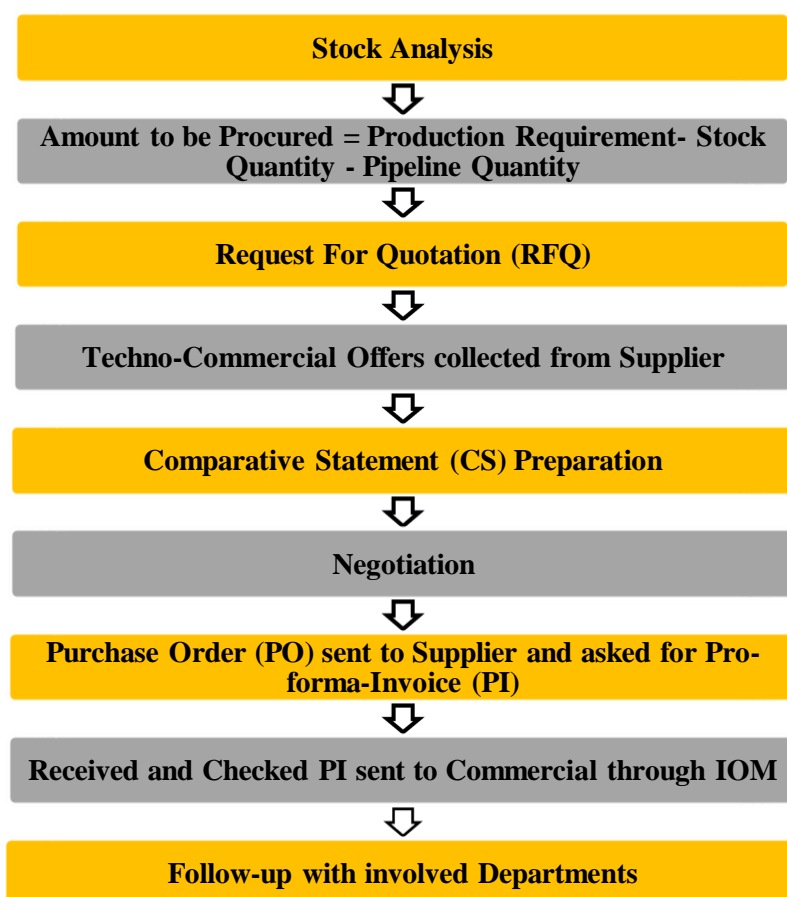 Stock Analysis
Amount to be Procured = Production Requirement- Stock
Quantity - Pipeline Quantity
Request For Quotation (RFQ)
Techno-Commercial Offers collected from Supplier
Comparative Statement (CS) Preparation
Negotiation
Purchase Order (PO) sent to Supplier and asked for Pro-
forma-Invoice (PI)
Received and Checked PI sent to Commercial through IOM
Follow-up with involved Departments